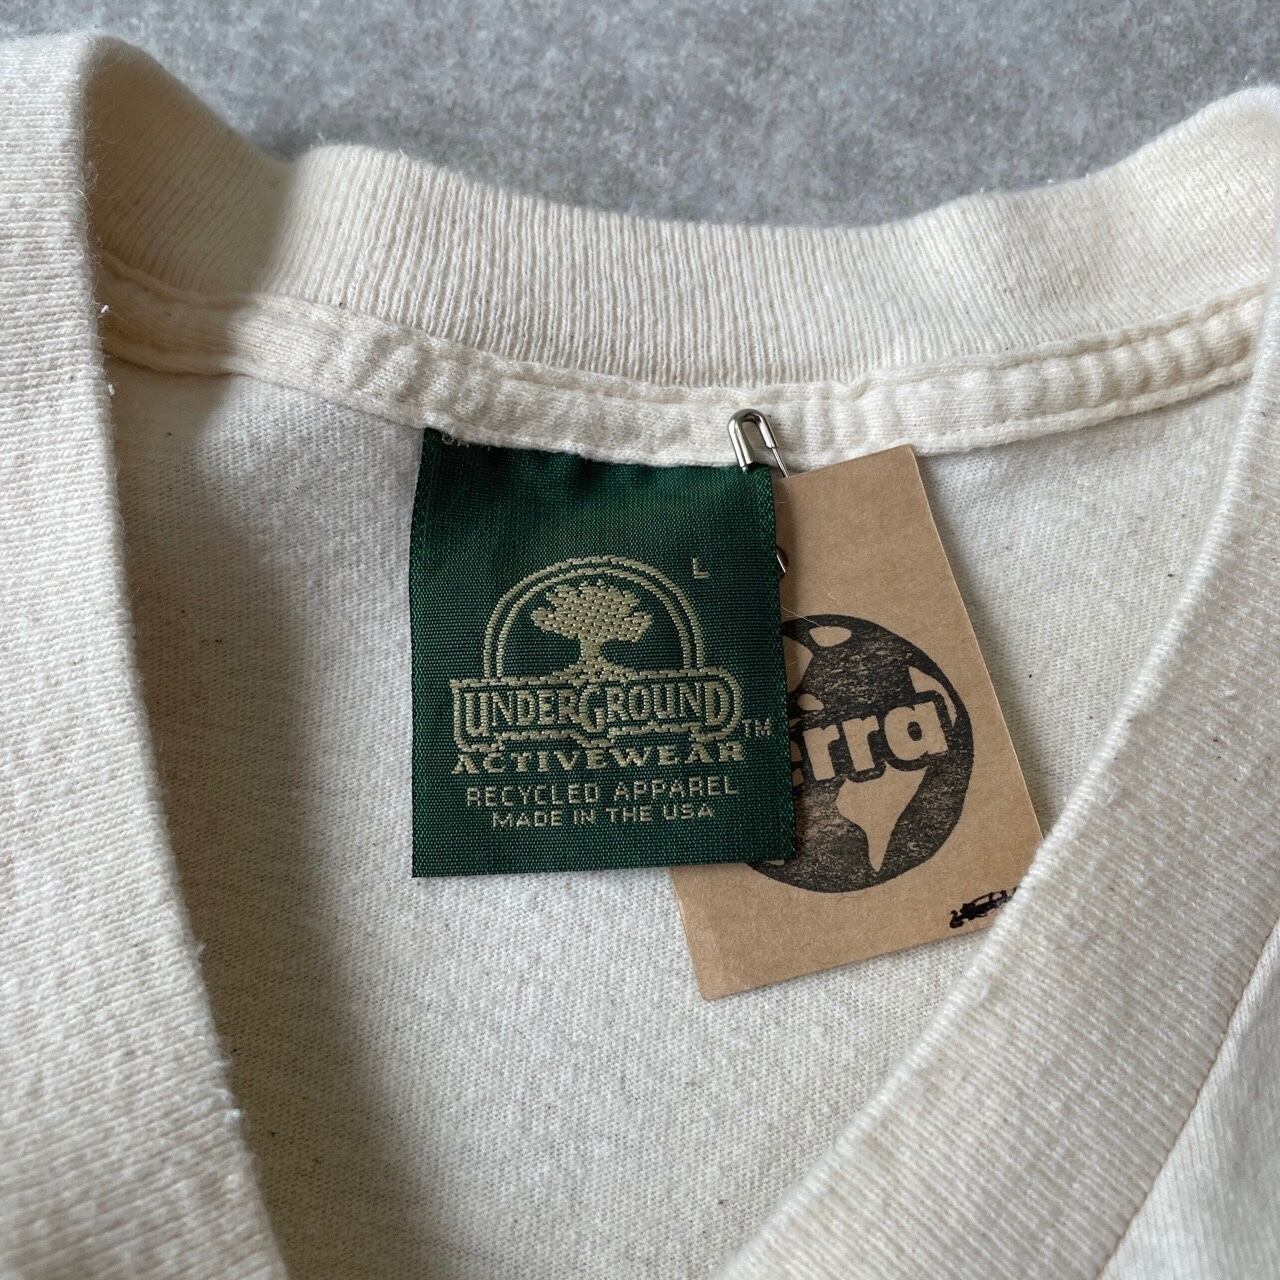 L
UNDERGROUND
TM
ACTIVEWEAR
RECYCLED APPAREL
MADE IN THE USA
erra